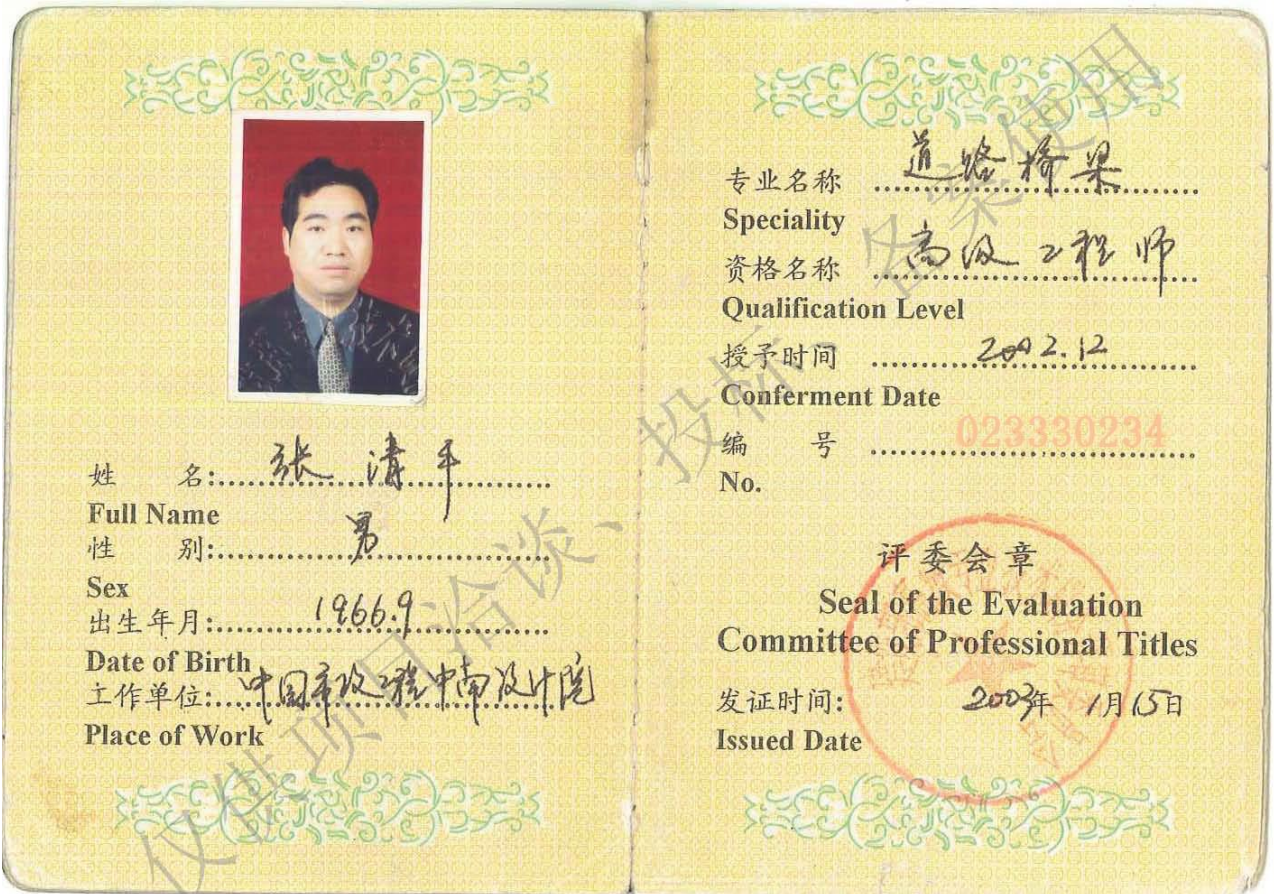 姓 名: 张清平
Full Name
性 别: 男
Sex
出生年月: 1966.9
Date of Birth
工作单位: 中国市政工程中南设计院
Place of Work
专业名称 道路桥梁
Speciality
资格名称 高级工程师
Qualification Level
授予时间 2002.12
Conferment Date
编 号 023330234
No.
评委会章
Seal of the Evaluation
Committee of Professional Titles
发证时间: 2003年 1月15日
Issued Date
仅供项目洽谈、投标、备案使用